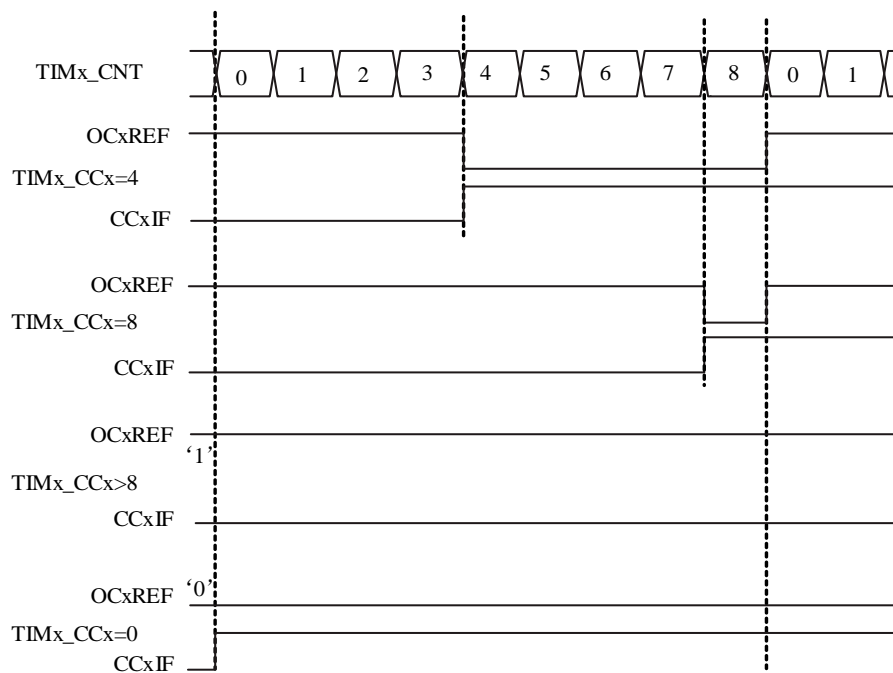 TIMx_CNT 0 1 2 3 4 5 6 7 8 0 1
OCxREF
TIMx_CCx=4
CCxIF
OCxREF
TIMx_CCx=8
CCxIF
OCxREF
‘1’
TIMx_CCx>8
CCxIF
OCxREF ‘0’
TIMx_CCx=0
CCxIF